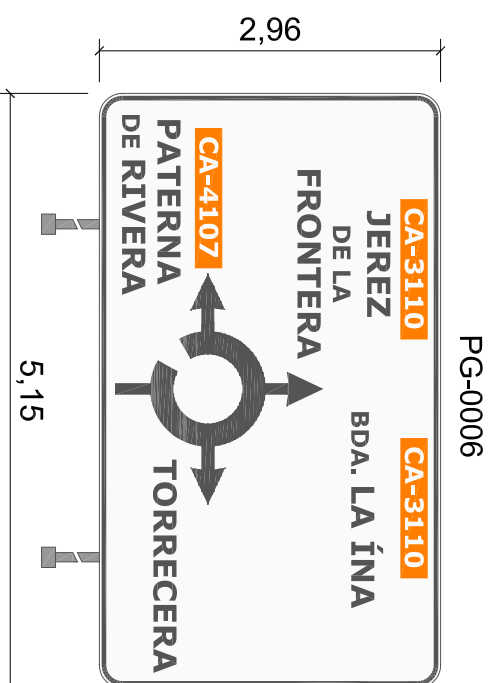 PG-0006
CA-3110
JEREZ
DE LA
FRONTERA
CA-3110
BDA. LA ÍNA
CA-4107
PATERNA
DE RIVERA
TORRECERA
2,96
5,15